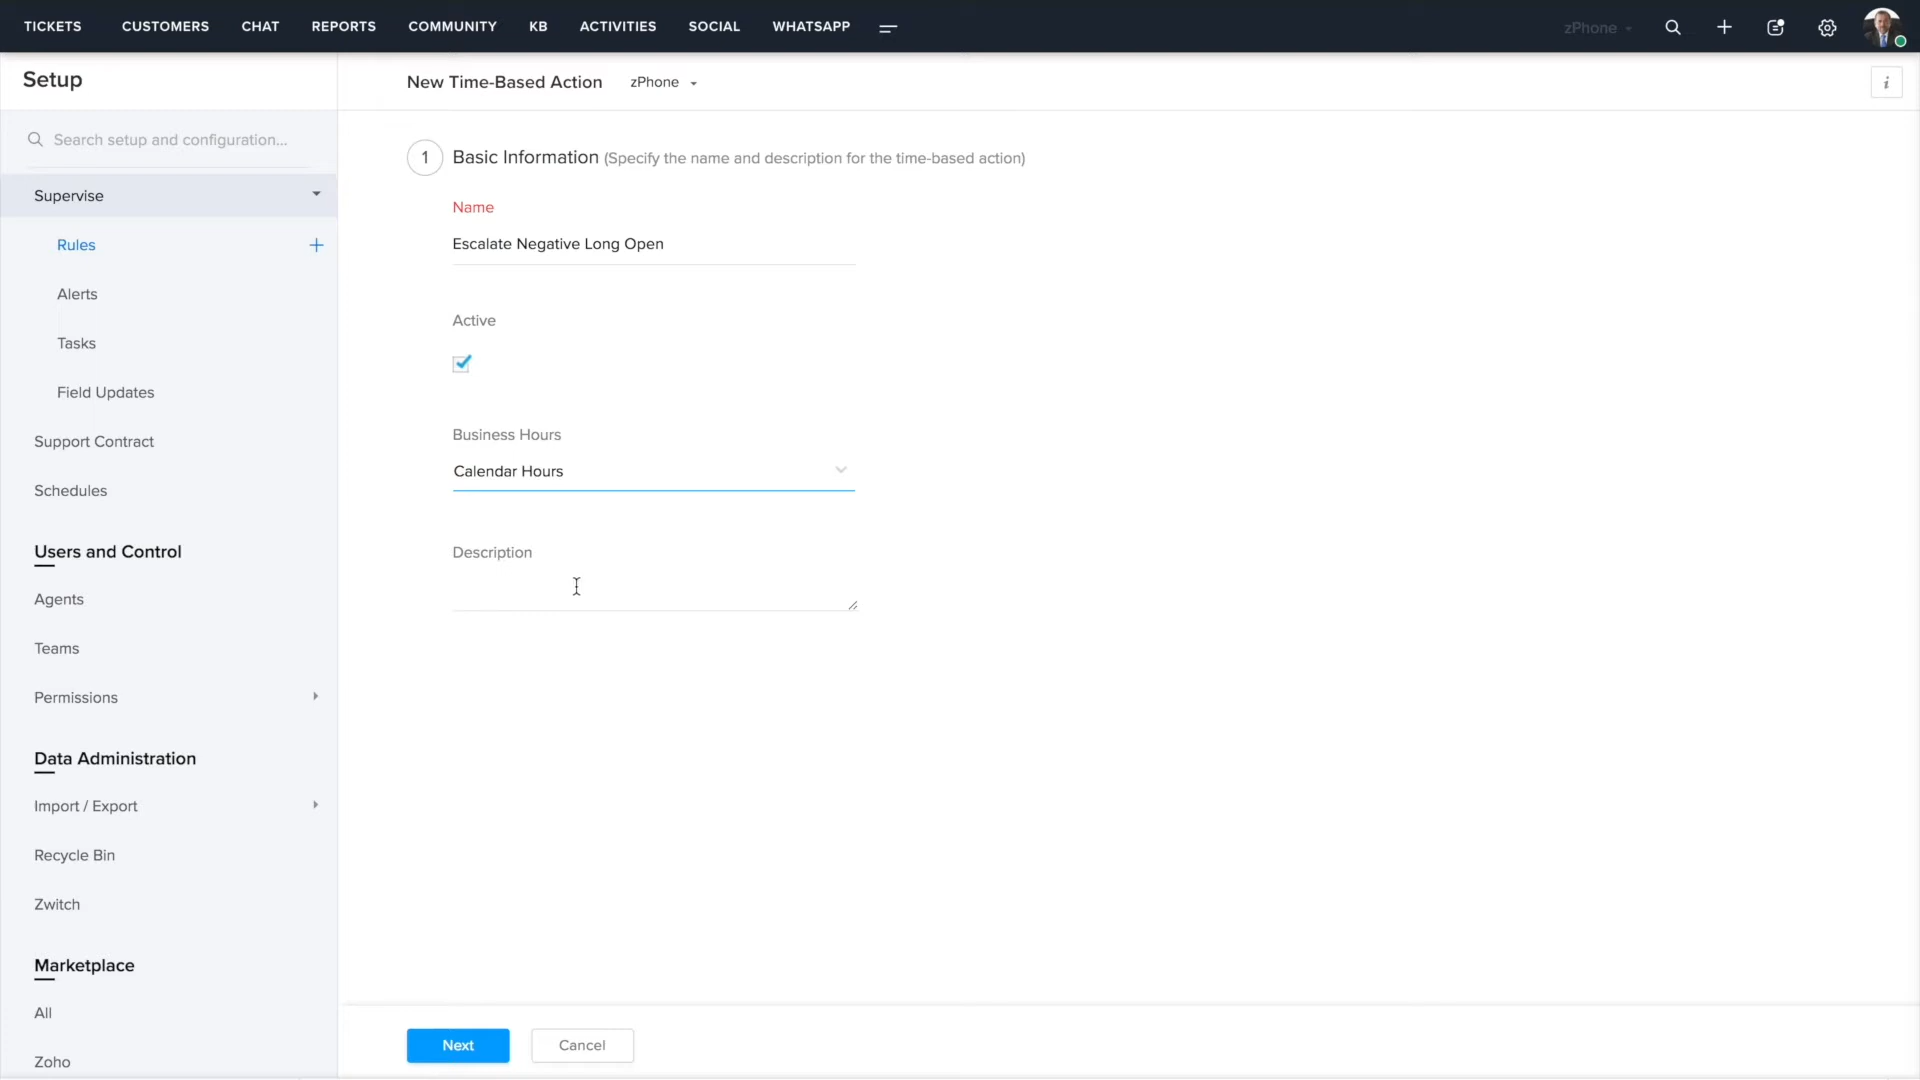 TICKETS CUSTOMERS CHAT REPORTS COMMUNITY KB ACTIVITIES SOCIAL WHATSAPP zPhone
Setup
New Time-Based Action zPhone
i
Search setup and configuration...
1 Basic Information (Specify the name and description for the time-based action)
Supervise
Name
Rules
Escalate Negative Long Open
Alerts
Active
Tasks
Field Updates
Business Hours
Support Contract
Calendar Hours
Schedules
Users and Control
Description
Agents
Teams
Permissions
Data Administration
Import / Export
Recycle Bin
Zwitch
Marketplace
All
Next Cancel
Zoho